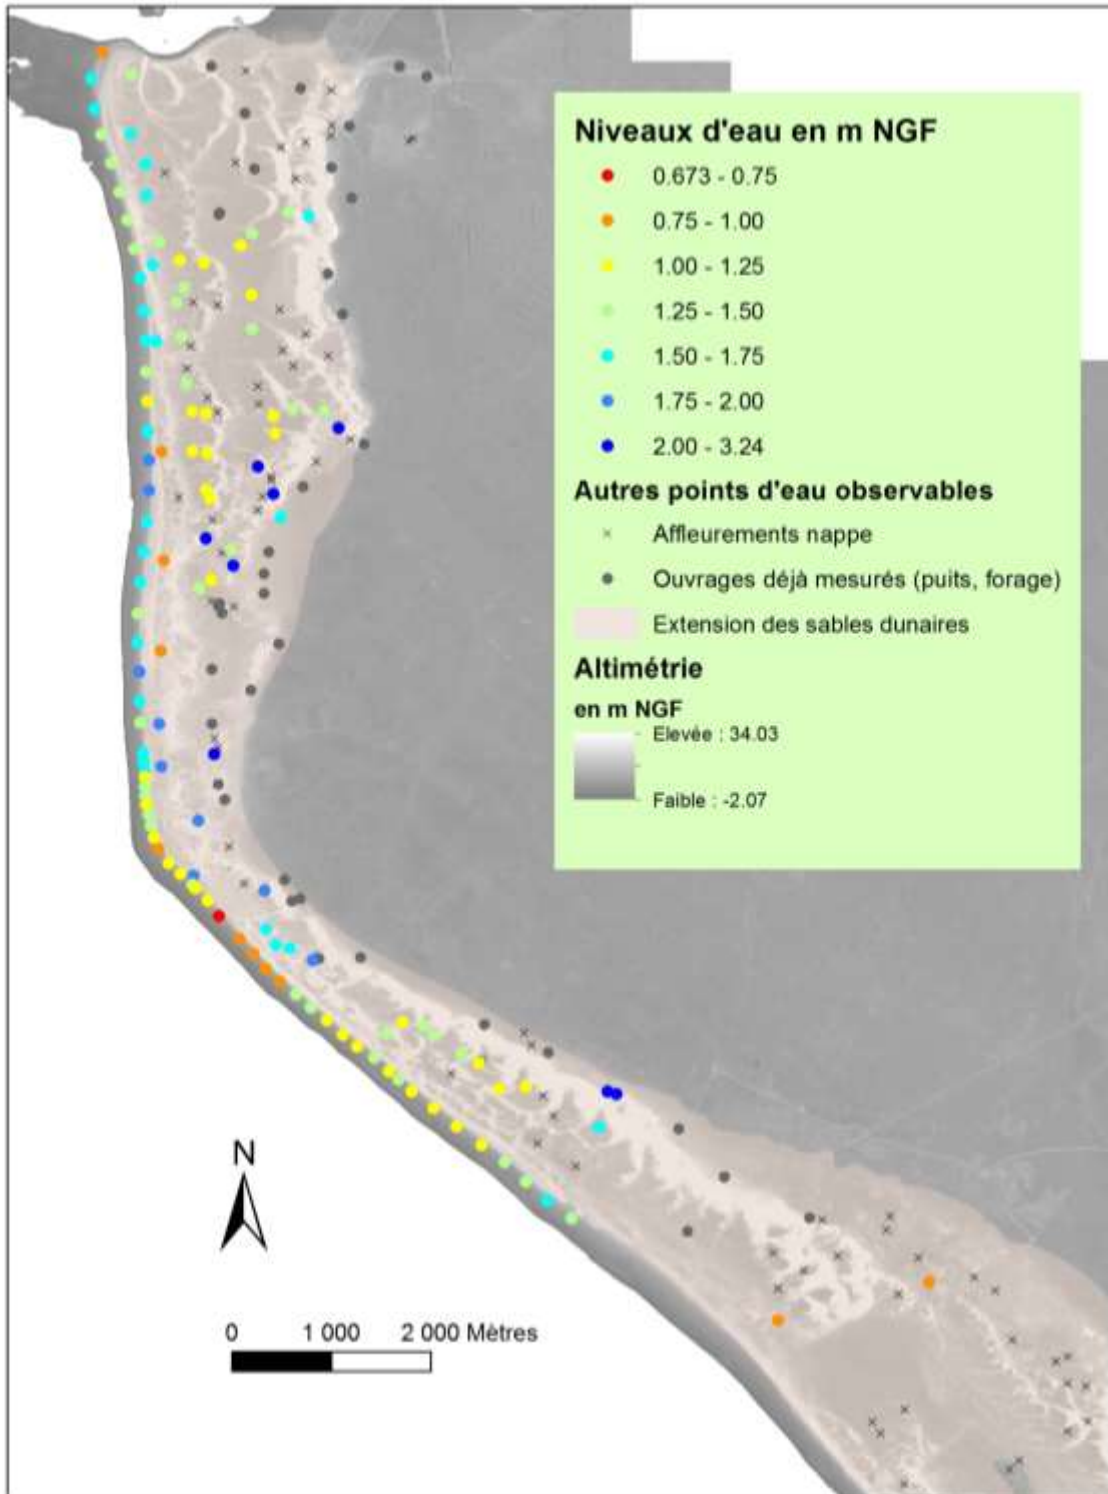 Niveaux d'eau en m NGF
0.673 - 0.75
0.75 - 1.00
1.00 - 1.25
1.25 - 1.50
1.50 - 1.75
1.75 - 2.00
2.00 - 3.24
Autres points d'eau observables
Affleurements nappe
Ouvrages déjà mesurés (puits, forage)
Extension des sables dunaires
Altimétrie
en m NGF
Elevée : 34.03
Faible : -2.07
N
0 1 000 2 000 Mètres